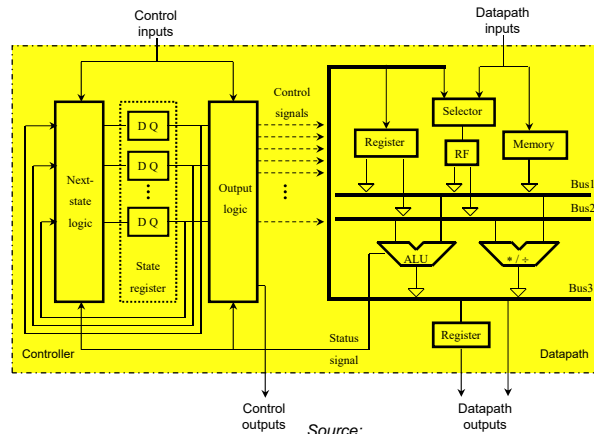 Control
inputs
Datapath
inputs
Control
signals
Selector
Register
RF
Memory
D Q
D Q
D Q
Next-
state
logic
Output
logic
State
register
Bus1
Bus2
ALU
* / ÷
Bus3
Register
Status
signal
Controller
Datapath
Control
outputs
Datapath
outputs
Source: